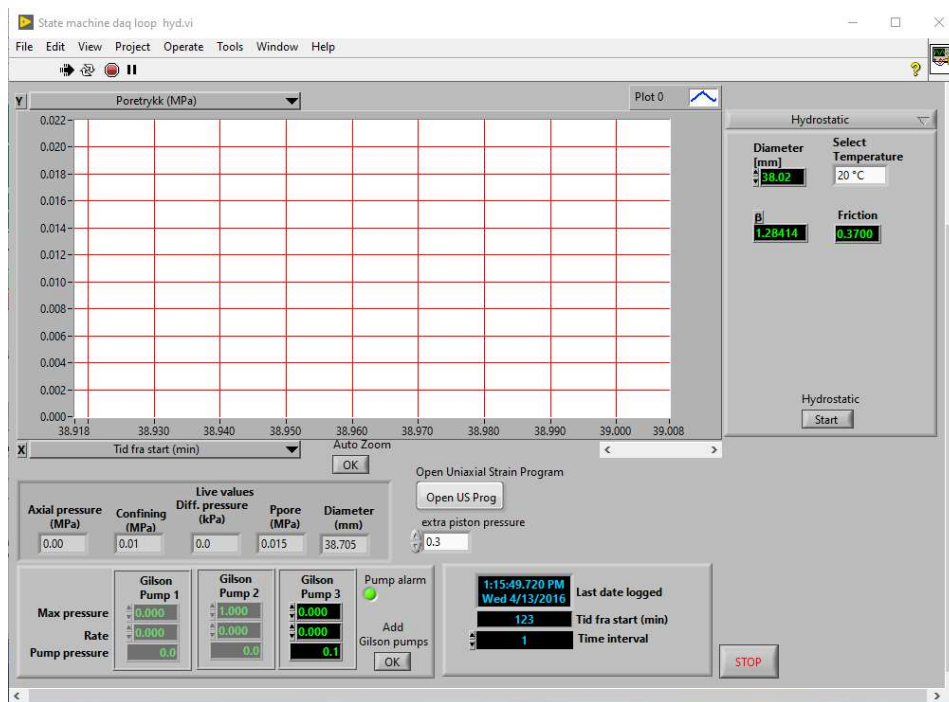 State machine daq loop hyd.vi
File Edit View Project Operate Tools Window Help
Y Poretrykk (MPa)
Plot 0
0.022
0.020
0.018
0.016
0.014
0.012
0.010
0.008
0.006
0.004
0.002
0.000
38.918 38.930 38.940 38.950 38.960 38.970 38.980 38.990 39.000 39.008
X Tid fra start (min)
Auto Zoom
OK
Hydrostatic
Diameter
[mm]
38.02
Select
Temperature
20 °C
β
1.28414
Friction
0.3700
Hydrostatic
Start
Live values
Axial pressure
(MPa)
0.00
Confining
(MPa)
0.01
Diff. pressure
(kPa)
0.0
Ppore
(MPa)
0.015
Diameter
(mm)
38.705
Open Uniaxial Strain Program
Open US Prog
extra piston pressure
0.3
Gilson
Pump 1
Gilson
Pump 2
Gilson
Pump 3
Max pressure 0.000 1.000 0.000
Rate 0.000 0.000 0.000
Pump pressure 0.0 0.0 0.1
Pump alarm
Add
Gilson pumps
OK
1:15:49.720 PM
Wed 4/13/2016
Last date logged
123 Tid fra start (min)
1 Time interval
STOP